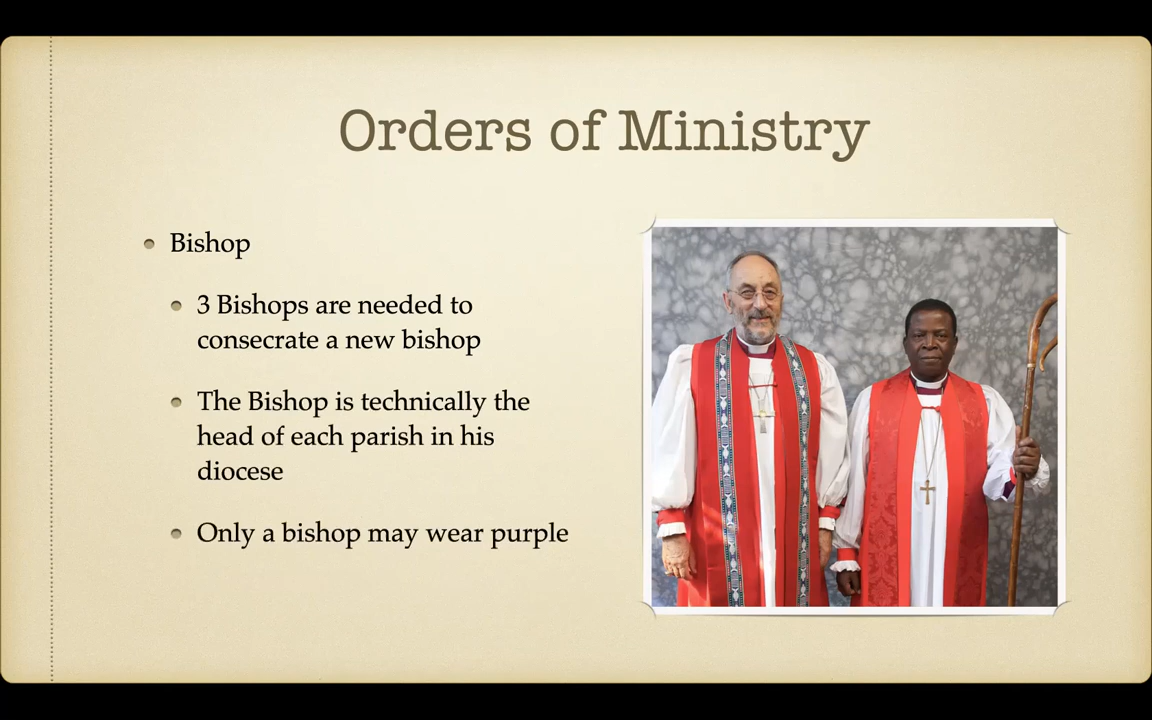 Orders of Ministry
Bishop
3 Bishops are needed to
consecrate a new bishop
The Bishop is technically the
head of each parish in his
diocese
Only a bishop may wear purple